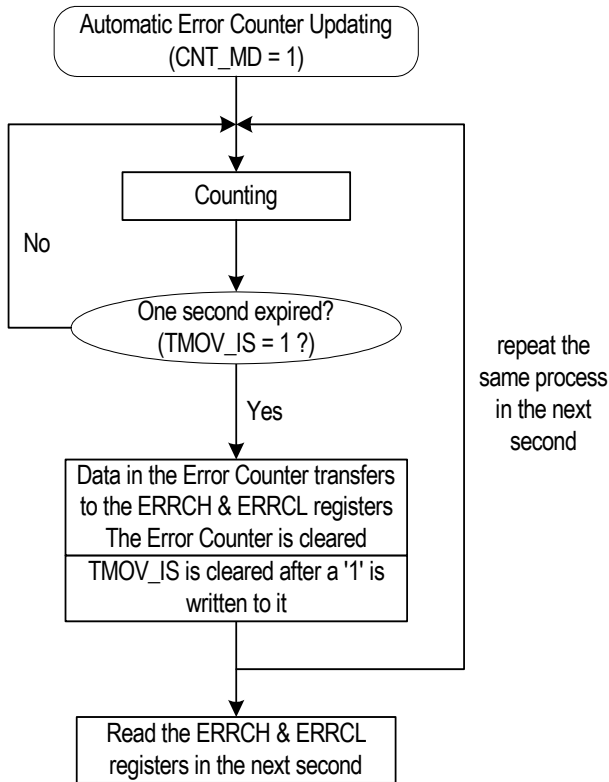 Automatic Error Counter Updating
(CNT_MD = 1)
Counting
No
One second expired?
(TMOV_IS = 1 ?)
repeat the
same process
in the next
second
Yes
Data in the Error Counter transfers
to the ERRCH & ERRCL registers
The Error Counter is cleared
TMOV_IS is cleared after a '1' is
written to it
Read the ERRCH & ERRCL
registers in the next second